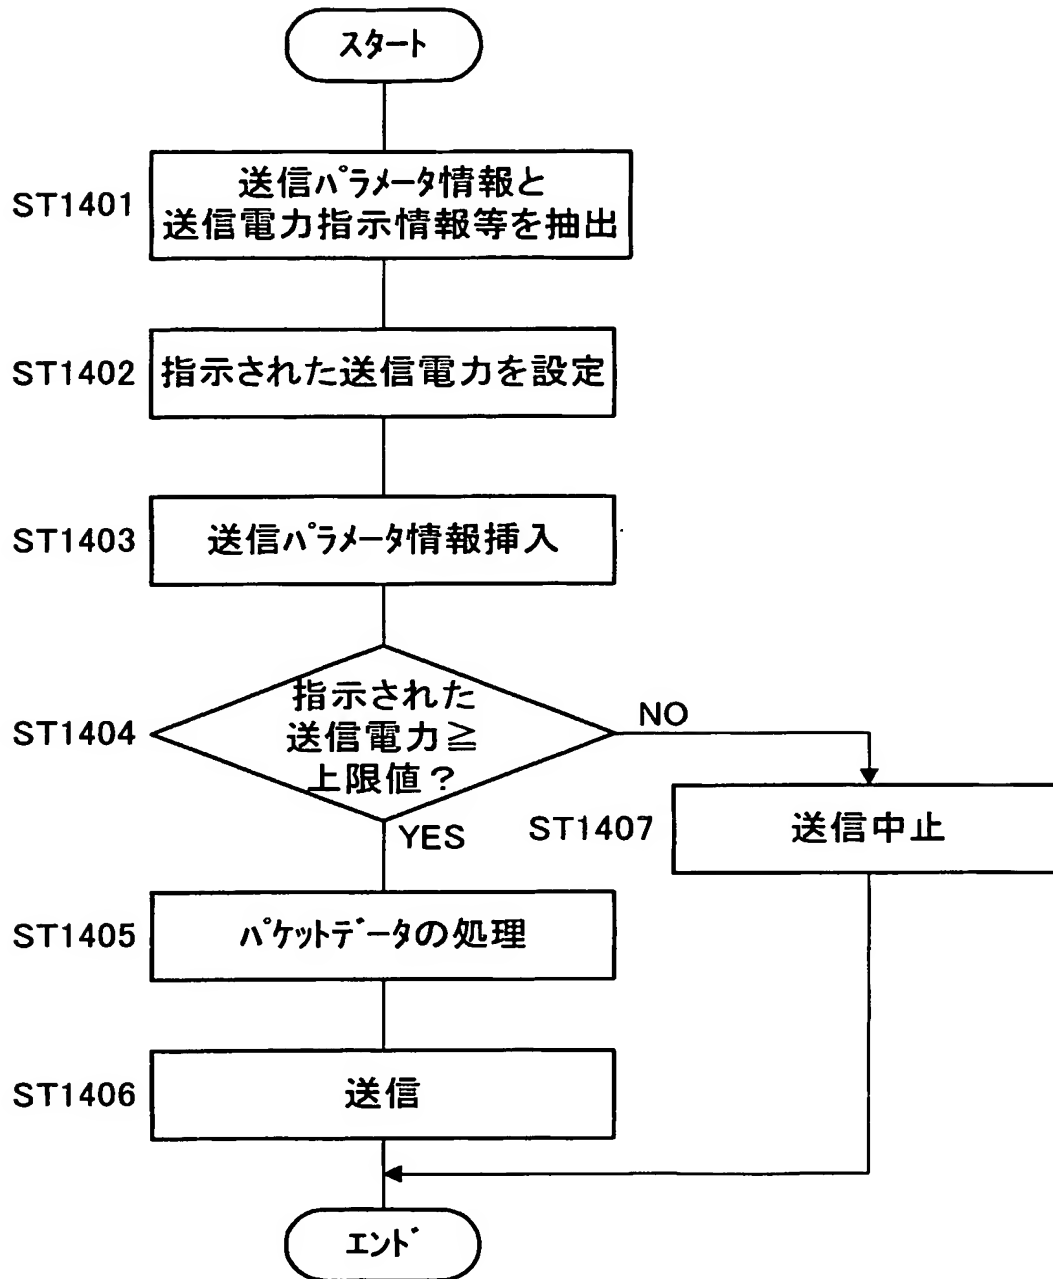 スタート
ST1401
送信パラメータ情報と
送信電力指示情報等を抽出
ST1402
指示された送信電力を設定
ST1403
送信パラメータ情報挿入
ST1404
指示された
送信電力≧
上限値？
NO
YES
ST1407
送信中止
ST1405
パケットデータの処理
ST1406
送信
エンド